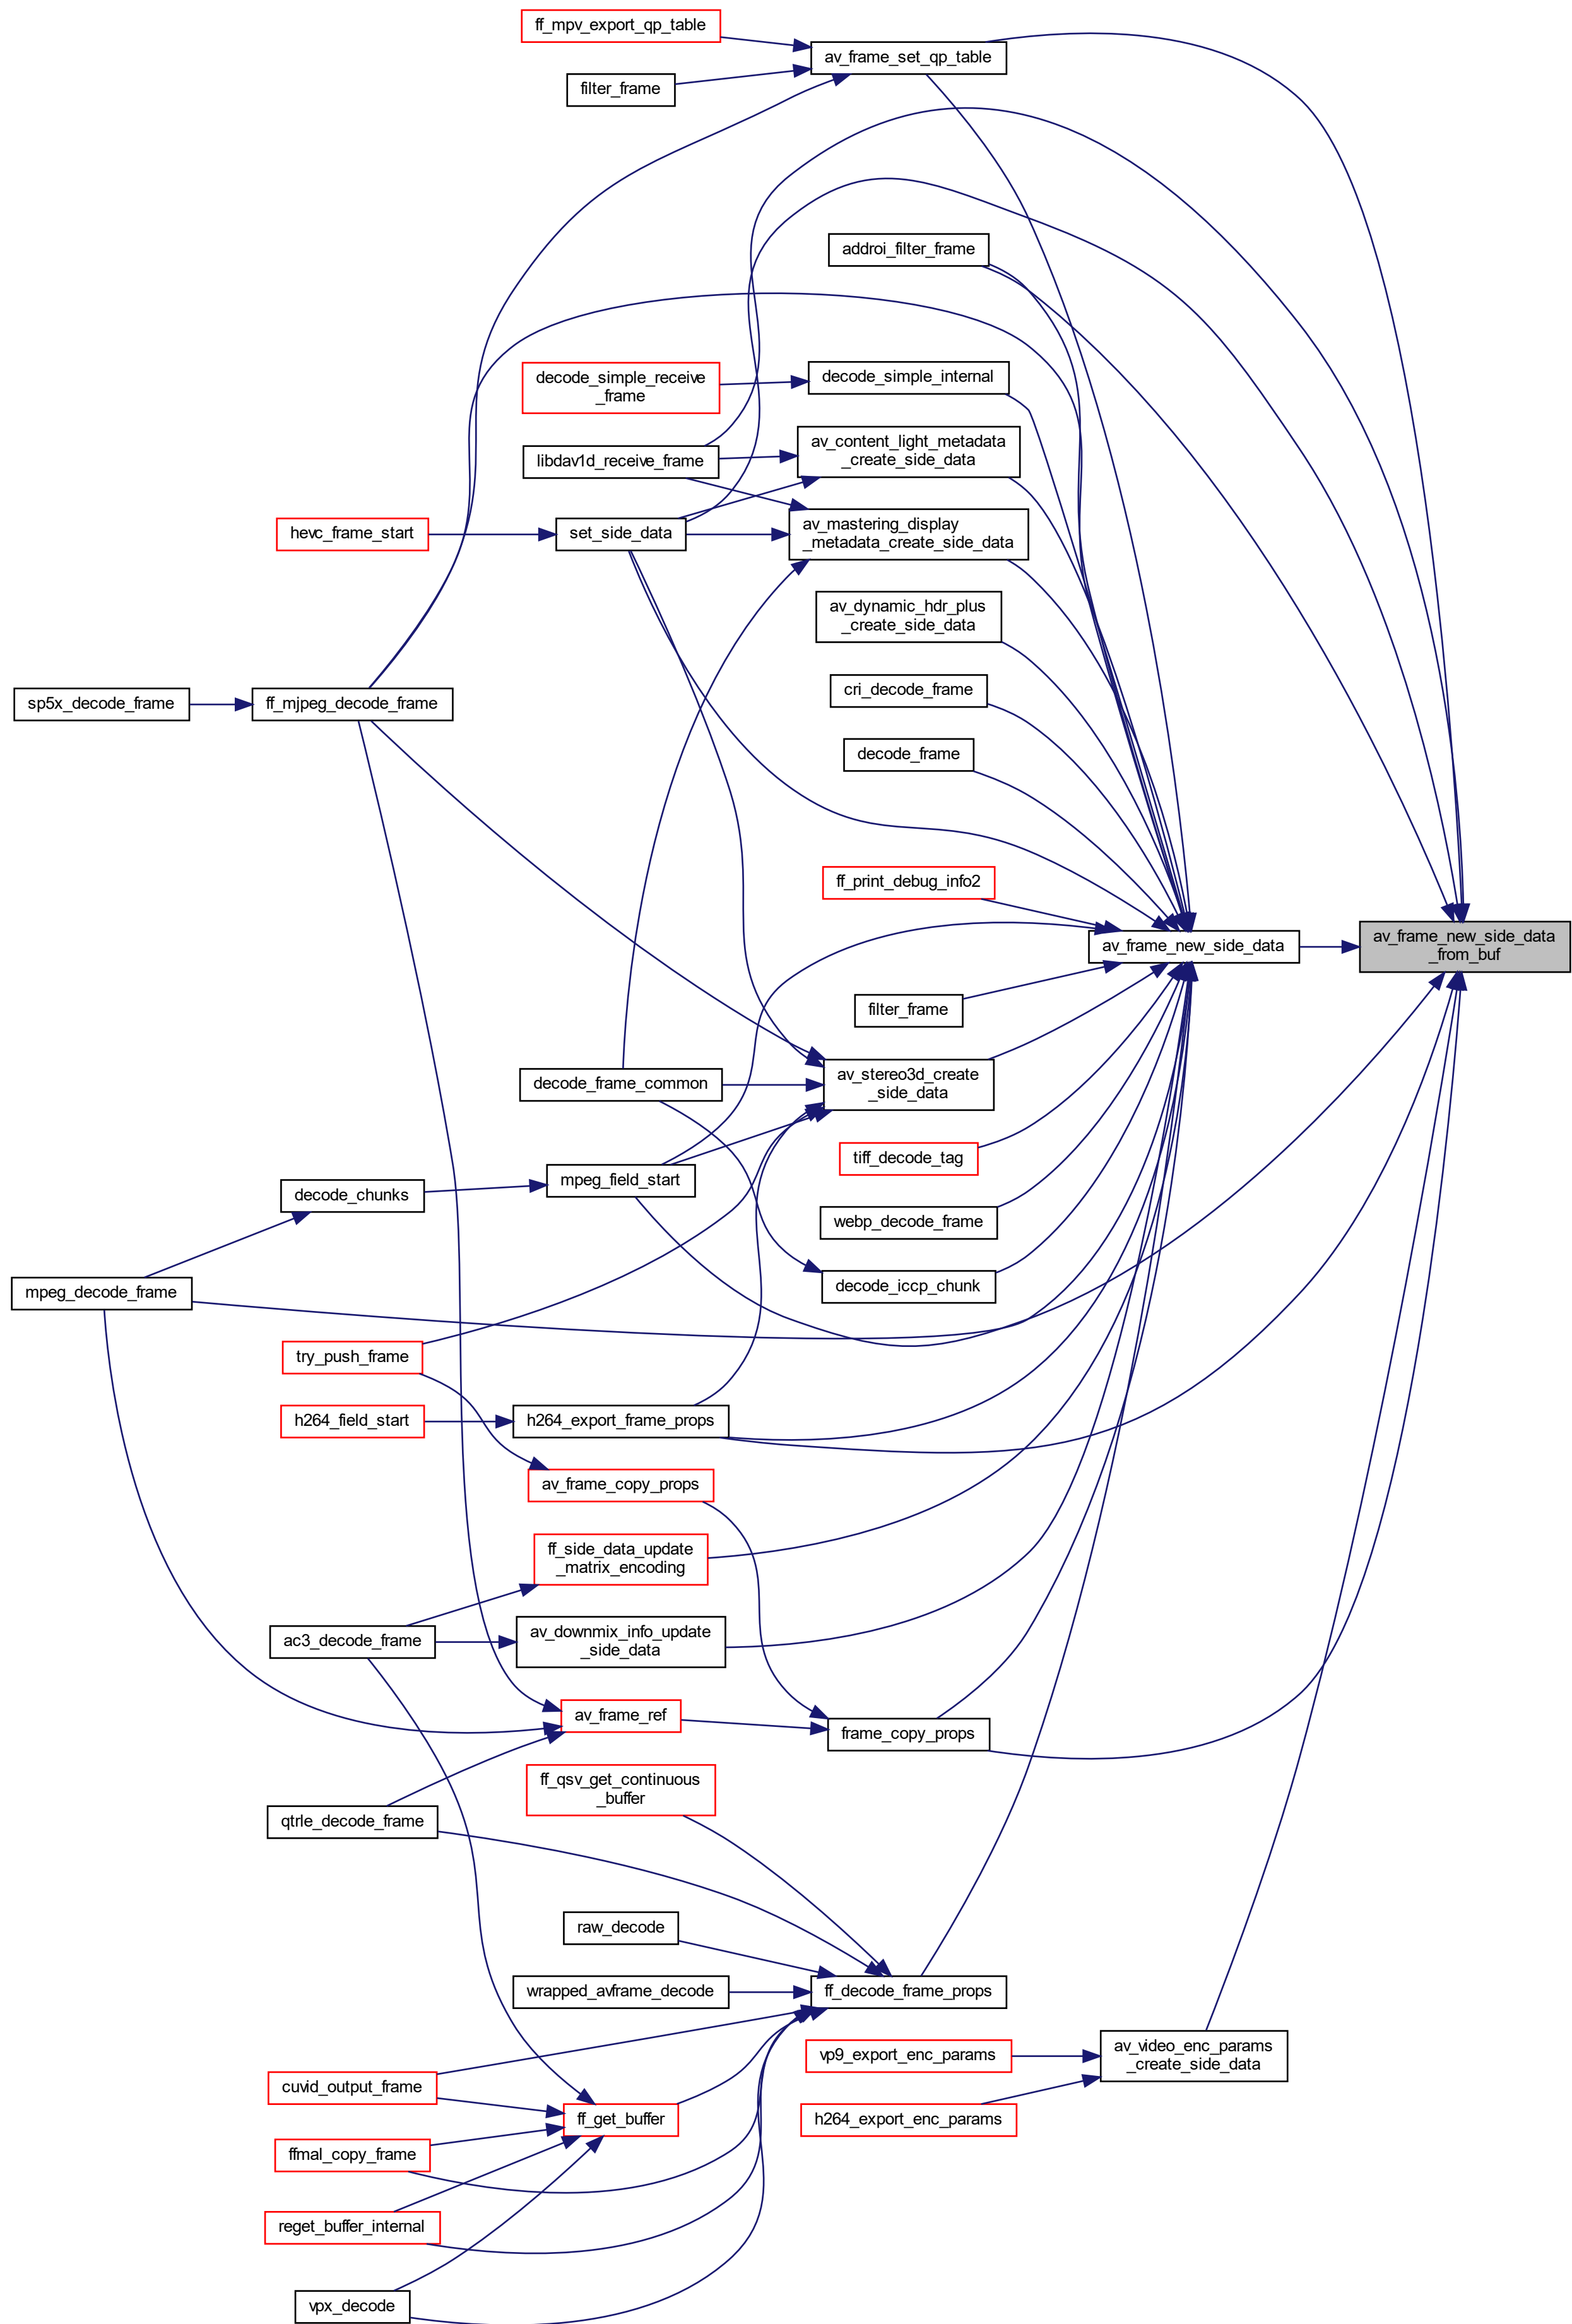 ff_mpv_export_qp_table
av_frame_set_qp_table
filter_frame
addroi_filter_frame
decode_simple_receive
_frame
decode_simple_internal
libdav1d_receive_frame
av_content_light_metadata
_create_side_data
hevc_frame_start
set_side_data
av_mastering_display
_metadata_create_side_data
av_dynamic_hdr_plus
_create_side_data
sp5x_decode_frame
ff_mjpeg_decode_frame
cri_decode_frame
decode_frame
ff_print_debug_info2
av_frame_new_side_data
av_frame_new_side_data
_from_buf
filter_frame
decode_frame_common
av_stereo3d_create
_side_data
tiff_decode_tag
decode_chunks
mpeg_field_start
webp_decode_frame
mpeg_decode_frame
decode_iccp_chunk
try_push_frame
h264_field_start
h264_export_frame_props
av_frame_copy_props
ff_side_data_update
_matrix_encoding
ac3_decode_frame
av_downmix_info_update
_side_data
av_frame_ref
frame_copy_props
ff_qsv_get_continuous
_buffer
qtrle_decode_frame
raw_decode
wrapped_avframe_decode
ff_decode_frame_props
vp9_export_enc_params
av_video_enc_params
_create_side_data
cuvid_output_frame
ff_get_buffer
h264_export_enc_params
ffmal_copy_frame
reget_buffer_internal
vpx_decode